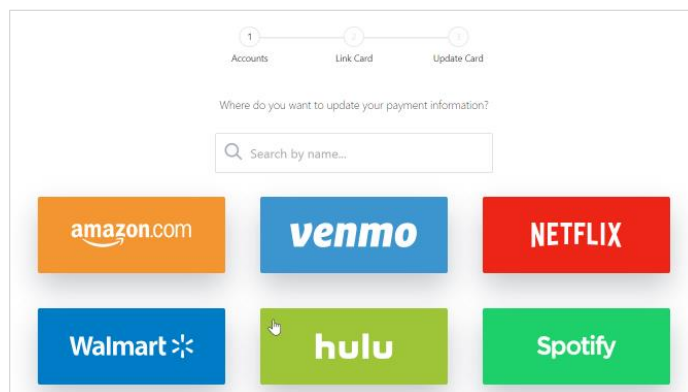 1 2 3
Accounts Link Card Update Card
Where do you want to update your payment information?
Search by name...
amazon.com venmo NETFLIX
Walmart hulu Spotify